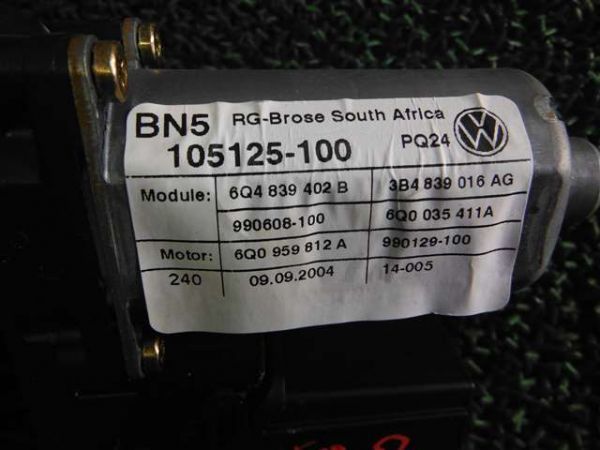 BN5 RG-Brose South Africa
105125-100 PQ24
Module: 6Q4 839 402 B 3B4 839 016 AG
990608-100 6Q0 035 411A
Motor: 6Q0 959 812 A 990129-100
240 09.09.2004 14-005